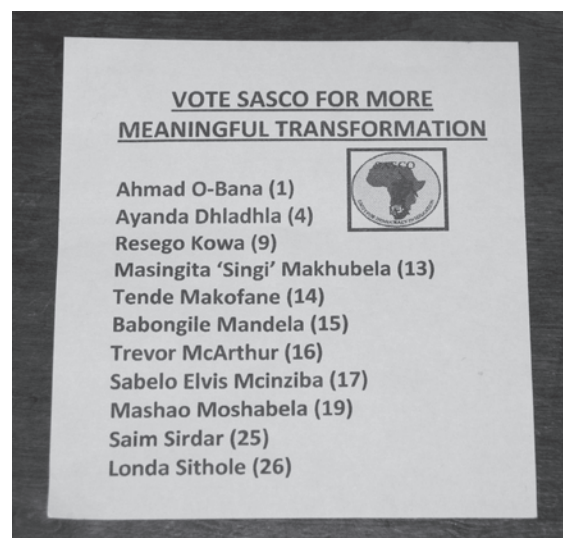 VOTE SASCO FOR MORE
MEANINGFUL TRANSFORMATION
SASCO
Ahmad O-Bana (1)
Ayanda Dhladhla (4)
Resego Kowa (9)
Masingita ‘Singi’ Makhubela (13)
Tende Makofane (14)
Babongile Mandela (15)
Trevor McArthur (16)
Sabelo Elvis Mcinziba (17)
Mashao Moshabela (19)
Saim Sirdar (25)
Londa Sithole (26)